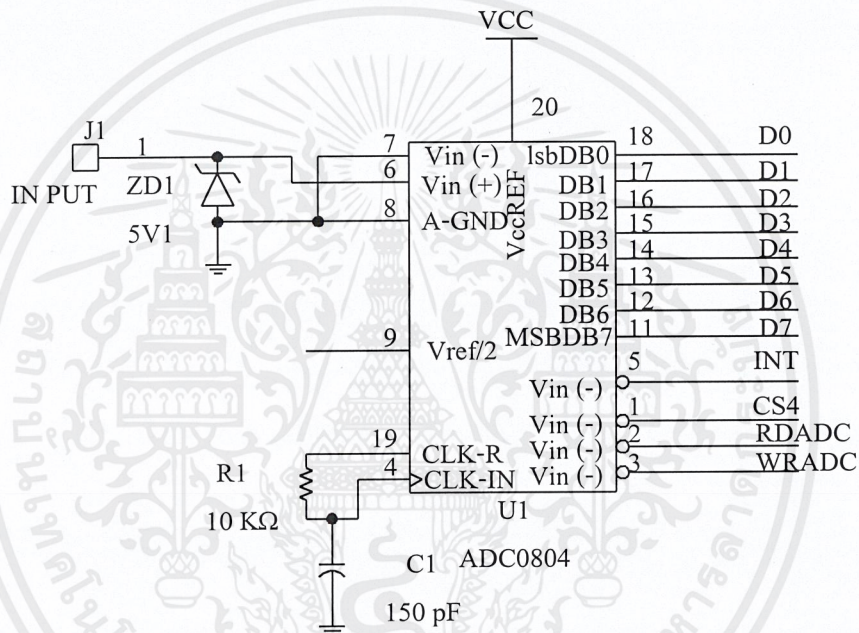 VCC
20
J1
1
IN PUT
ZD1
5V1
7
6
8
9
19
4
Vin (-)
Vin (+)
A-GND
VccREF
Vref/2
CLK-R
CLK-IN
lsbDB0
DB1
DB2
DB3
DB4
DB5
DB6
MSBDB7
Vin (-)
Vin (-)
Vin (-)
Vin (-)
18 D0
17 D1
16 D2
15 D3
14 D4
13 D5
12 D6
11 D7
5 INT
1 CS4
2 RDADC
3 WRADC
R1
10 KΩ
U1
C1
ADC0804
150 pF